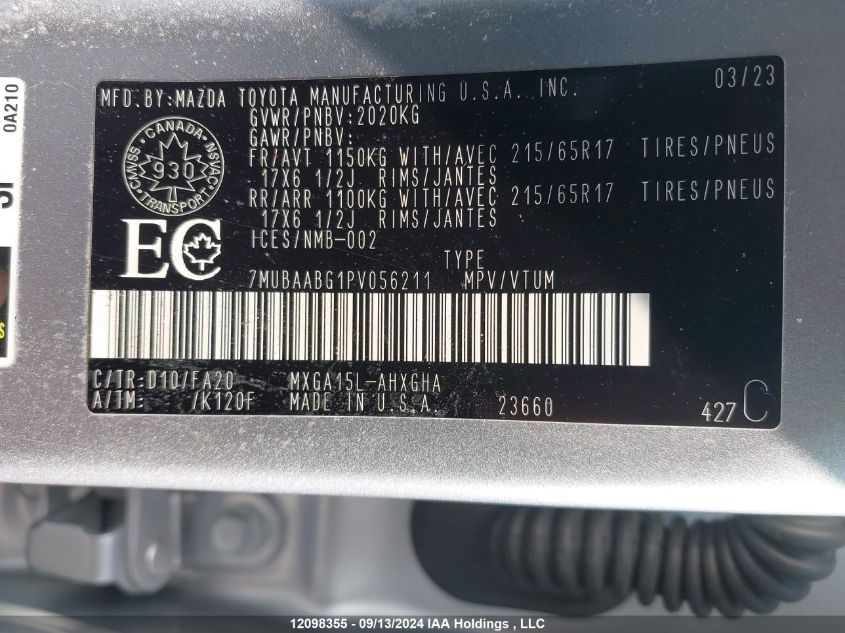 0A210
MFD.BY:MAZDA TOYOTA MANUFACTURING U.S.A. INC. 03/23
GVWR/PNBV:2020KG
GAWR/PNBV:
FR/AVT 1150KG WITH/AVEC 215/65R17 TIRES/PNEUS
17X6 1/2J RIMS/JANTES
RR/ARR 1100KG WITH/AVEC 215/65R17 TIRES/PNEUS
17X6 1/2J RIMS/JANTES
ICES/NMB-002
CANADA
CMVSS 930 NSVAC
TRANSPORT
EC
TYPE
7MUBAABG1PV056211 MPV/VTUM
C/TR:D10/FA20 MXGA15L-AHXGHA
A/TM: /K120F MADE IN U.S.A. 23660
427 C
12098355 - 09/13/2024 IAA Holdings , LLC